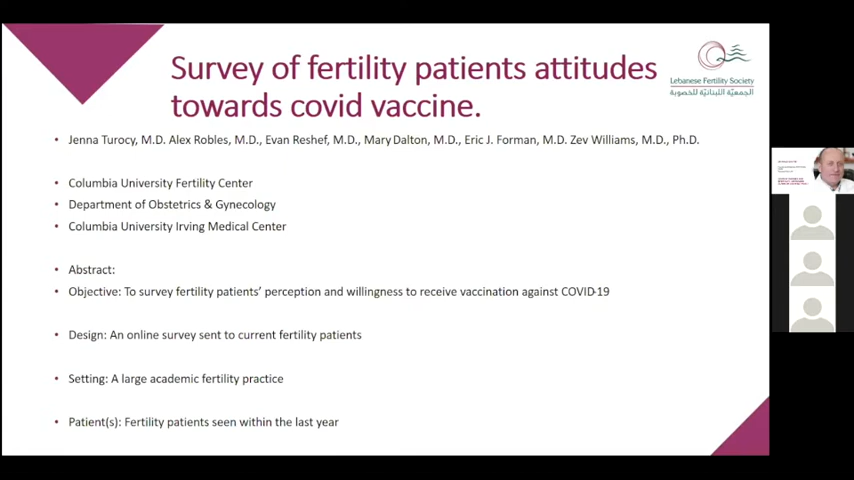 Survey of fertility patients attitudes
towards covid vaccine.
Lebanese Fertility Society
الجمعيّة اللبنانيّة للخصوبة
• Jenna Turocy, M.D. Alex Robles, M.D., Evan Reshef, M.D., Mary Dalton, M.D., Eric J. Forman, M.D. Zev Williams, M.D., Ph.D.
• Columbia University Fertility Center
• Department of Obstetrics & Gynecology
• Columbia University Irving Medical Center
• Abstract:
• Objective: To survey fertility patients’ perception and willingness to receive vaccination against COVID-19
• Design: An online survey sent to current fertility patients
• Setting: A large academic fertility practice
• Patient(s): Fertility patients seen within the last year